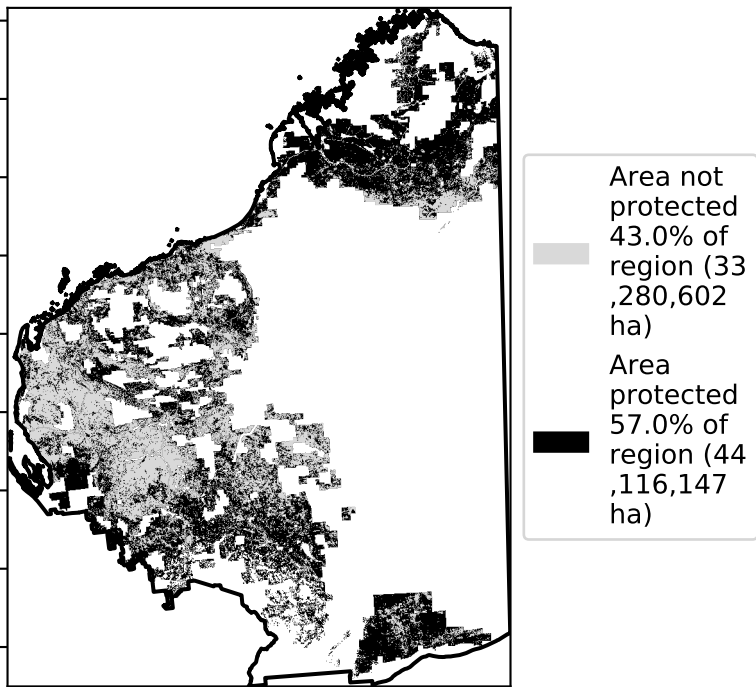 Area not
protected
43.0% of
region (33
,280,602
ha)
Area
protected
57.0% of
region (44
,116,147
ha)